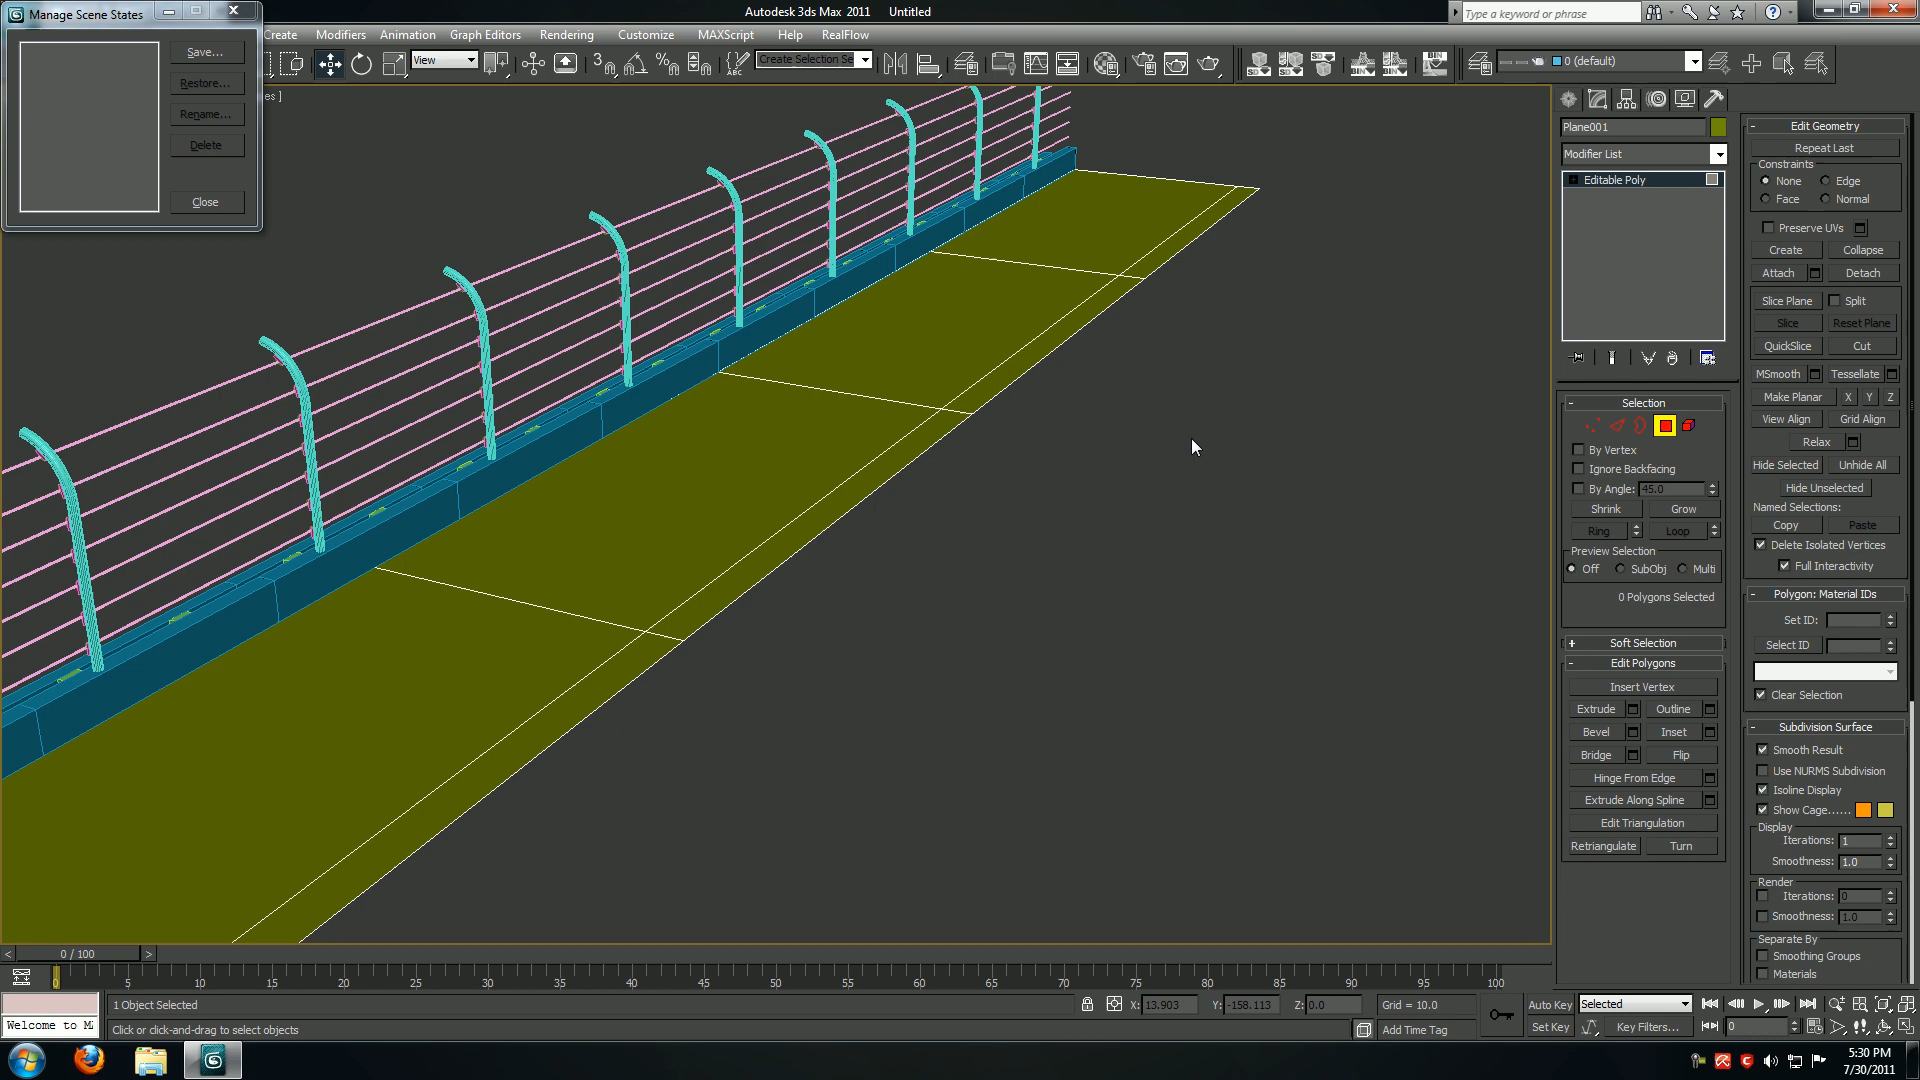 Manage Scene States
Autodesk 3ds Max 2011 Untitled
Type a keyword or phrase
Create Modifiers Animation Graph Editors Rendering Customize MAXScript Help RealFlow
View
Create Selection Se
0 (default)
Save...
Restore...
Rename...
Delete
Close
es ]
Plane001
Modifier List
Editable Poly
Selection
By Vertex
Ignore Backfacing
By Angle: 45.0
Shrink Grow
Ring Loop
Preview Selection
Off SubObj Multi
0 Polygons Selected
Soft Selection
Edit Polygons
Insert Vertex
Extrude Outline
Bevel Inset
Bridge Flip
Hinge From Edge
Extrude Along Spline
Edit Triangulation
Retriangulate Turn
Edit Geometry
Repeat Last
Constraints
None Edge
Face Normal
Preserve UVs
Create Collapse
Attach Detach
Slice Plane Split
Slice Reset Plane
QuickSlice Cut
MSmooth Tessellate
Make Planar X Y Z
View Align Grid Align
Relax
Hide Selected Unhide All
Hide Unselected
Named Selections:
Copy Paste
Delete Isolated Vertices
Full Interactivity
Polygon: Material IDs
Set ID:
Select ID
Clear Selection
Subdivision Surface
Smooth Result
Use NURMS Subdivision
Isoline Display
Show Cage......
Display
Iterations: 1
Smoothness: 1.0
Render
Iterations: 0
Smoothness: 1.0
Separate By
Smoothing Groups
Materials
< 0 / 100 >
0 5 10 15 20 25 30 35 40 45 50 55 60 65 70 75 80 85 90 95 100
1 Object Selected
X: 13.903 Y: -158.113 Z: 0.0 Grid = 10.0
Auto Key Selected
Welcome to M
Click or click-and-drag to select objects
Add Time Tag
Set Key Key Filters... 0
5:30 PM
7/30/2011